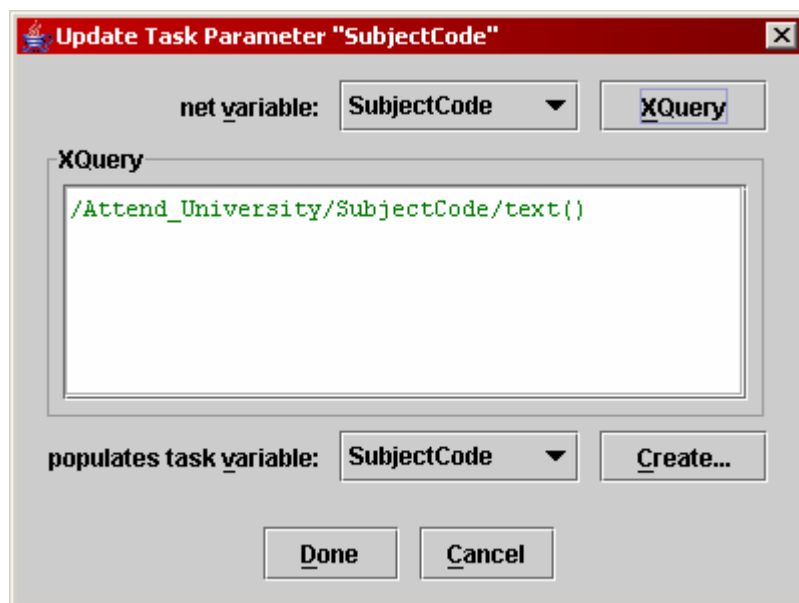 Update Task Parameter "SubjectCode"
net variable: SubjectCode XQuery
XQuery
/Attend_University/SubjectCode/text()
populates task variable: SubjectCode Create...
Done Cancel